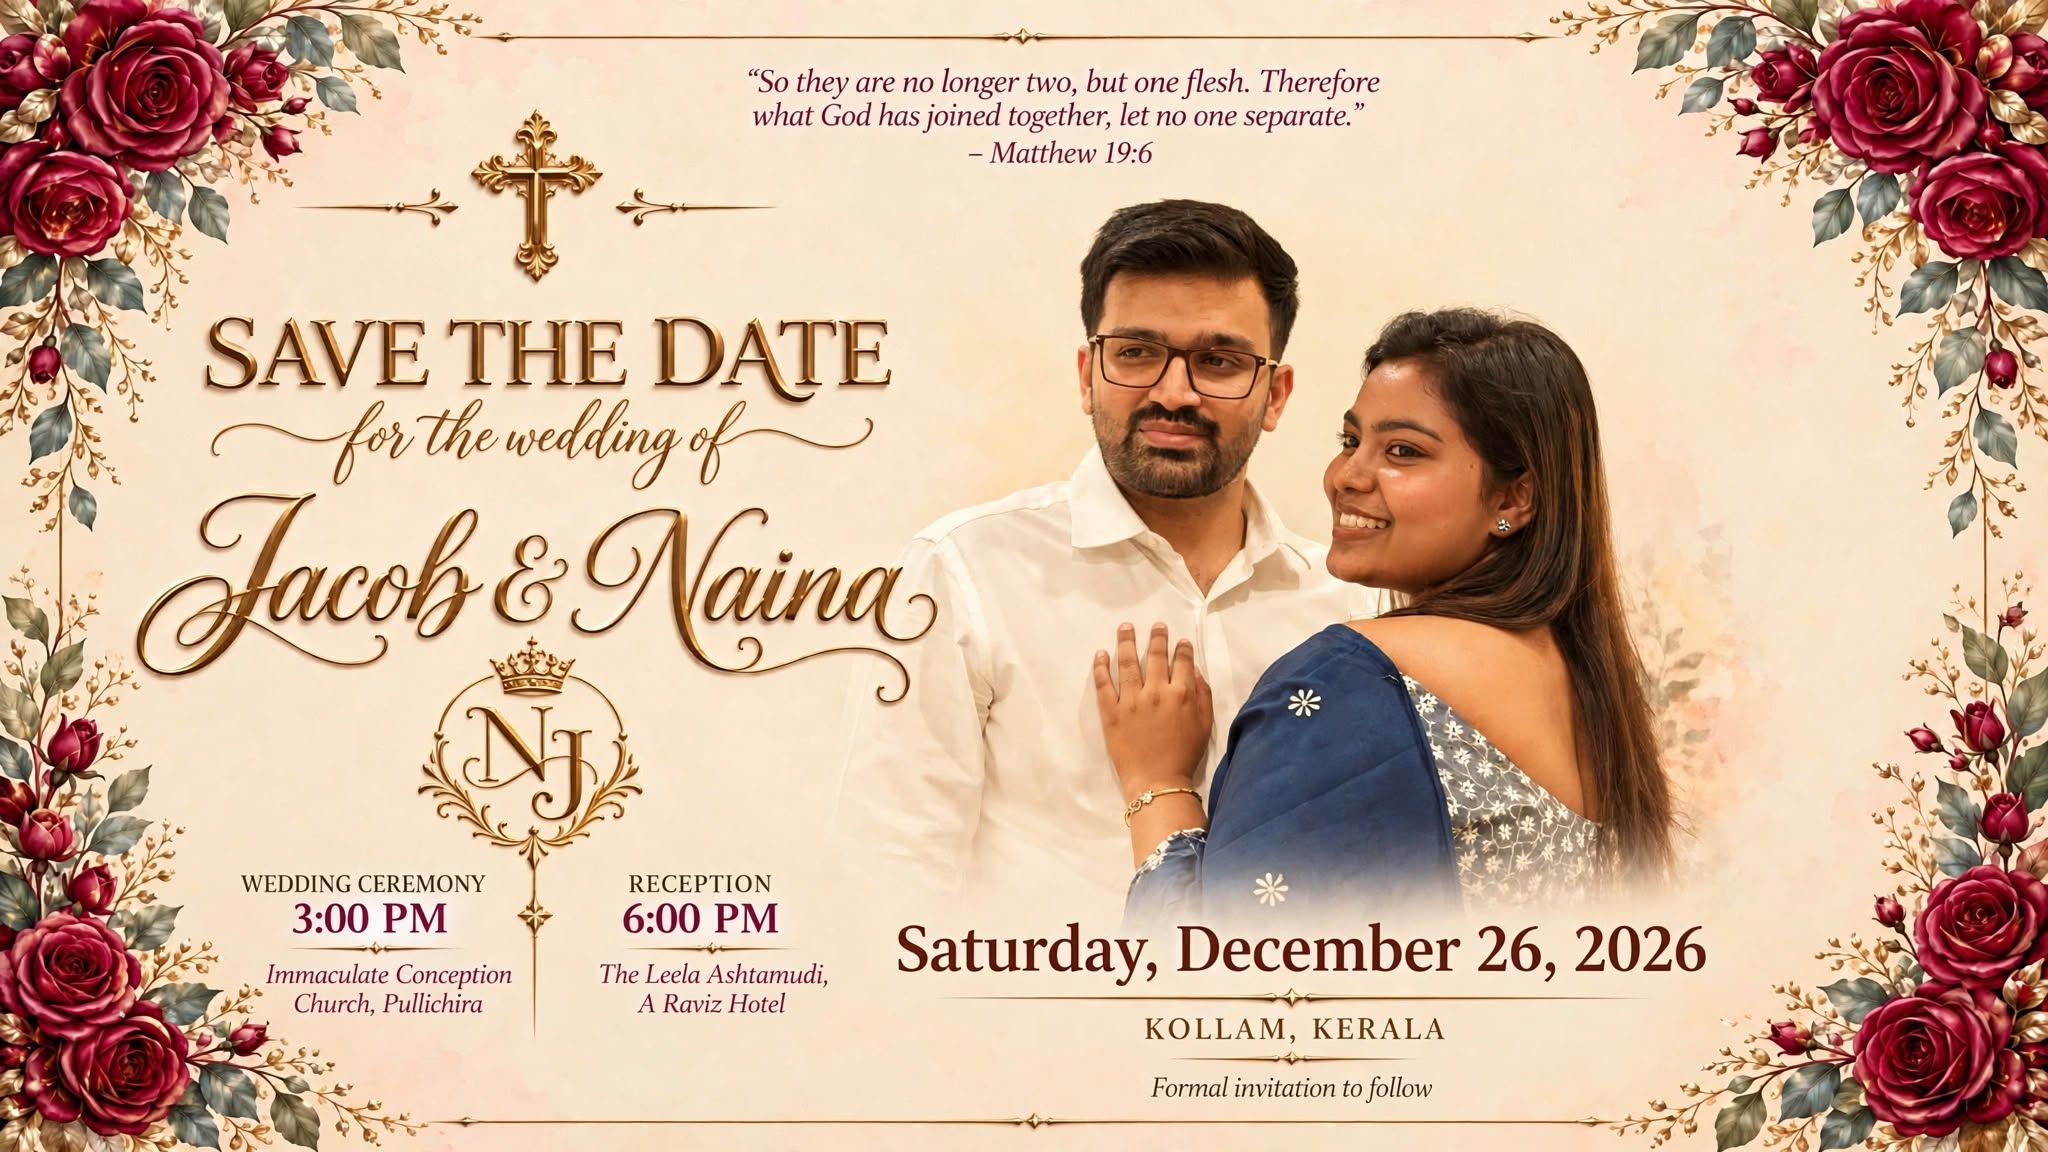 “So they are no longer two, but one flesh. Therefore
what God has joined together, let no one separate.”
– Matthew 19:6
SAVE THE DATE
for the wedding of
Jacob & Naina
NJ
WEDDING CEREMONY
3:00 PM
Immaculate Conception
Church, Pullichira
RECEPTION
6:00 PM
The Leela Ashtamudi,
A Raviz Hotel
Saturday, December 26, 2026
KOLLAM, KERALA
Formal invitation to follow